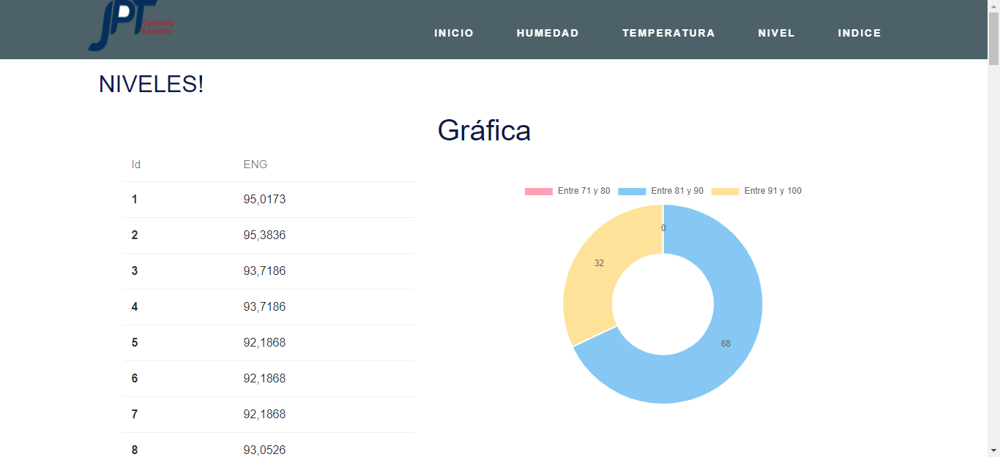 JPT
Consulting
& Services
INICIO HUMEDAD TEMPERATURA NIVEL INDICE
NIVELES!
Gráfica
Id ENG
1 95,0173
2 95,3836
3 93,7186
4 93,7186
5 92,1868
6 92,1868
7 92,1868
8 93,0526
Entre 71 y 80 Entre 81 y 90 Entre 91 y 100
0
32
68